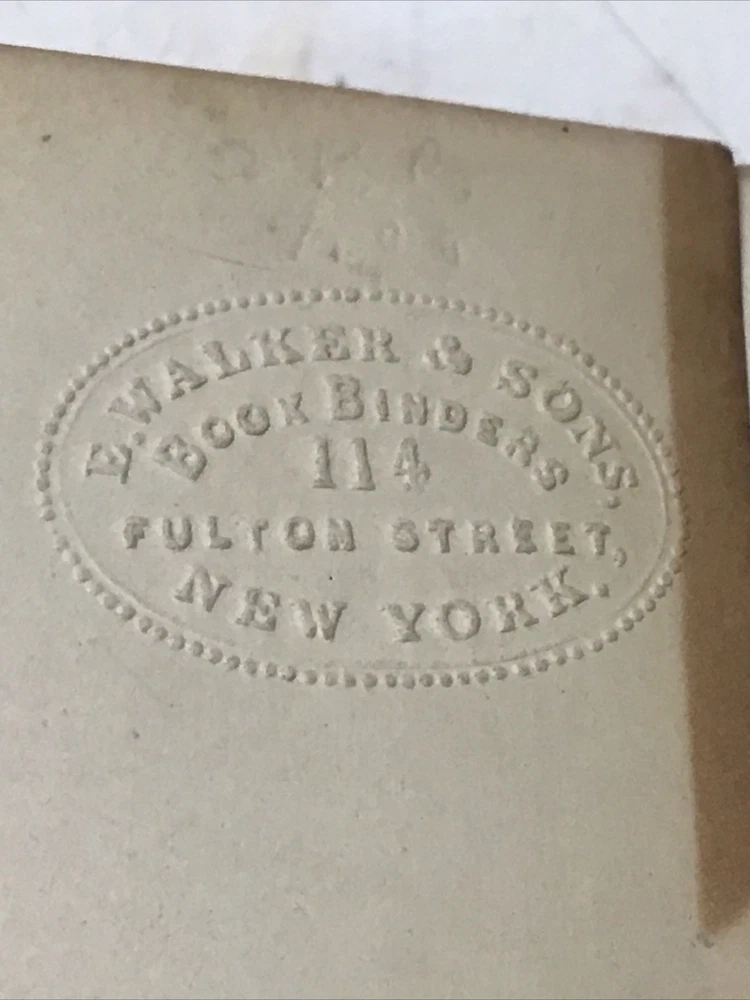 E. WALKER & SONS,
BOOK BINDERS
114
FULTON STREET,
NEW YORK.